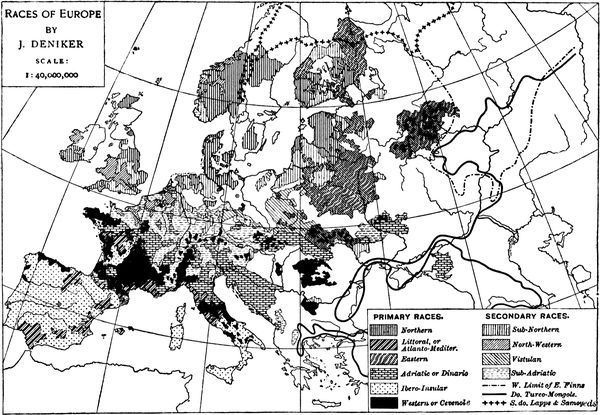 RACES OF EUROPE
BY
J. DENIKER
SCALE:
1:40,000,000
PRIMARY RACES.
Northern
Littoral, or
Atlanto-Mediter.
Eastern
Adriatic or Dinaric
Ibero-Insular
Western or Cevenole
SECONDARY RACES.
Sub-Northern
North-Western
Vistulan
Sub-Adriatic
W. Limit of E. Finns
Do. Turco-Mongols.
S. do. Lapps & Samoyeds